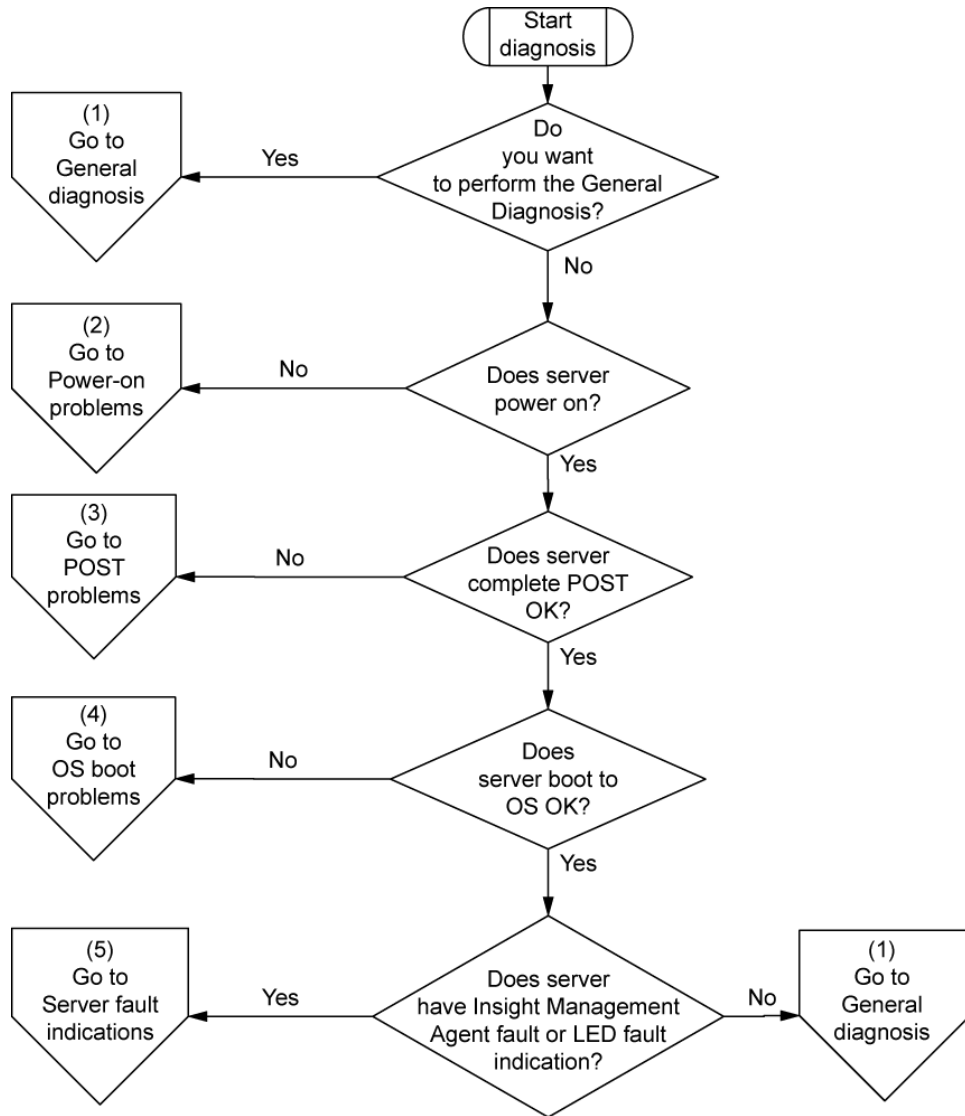 Start
diagnosis
(1)
Go to
General
diagnosis
Yes
Do
you want
to perform the General
Diagnosis?
No
(2)
Go to
Power-on
problems
No
Does server
power on?
Yes
(3)
Go to
POST
problems
No
Does server
complete POST
OK?
Yes
(4)
Go to
OS boot
problems
No
Does
server boot to
OS OK?
Yes
(5)
Go to
Server fault
indications
Yes
Does server
have Insight Management
Agent fault or LED fault
indication?
No
(1)
Go to
General
diagnosis